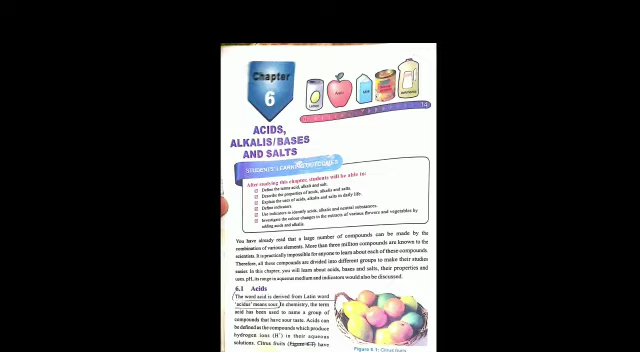 Chapter
6
14
ACIDS,
ALKALIS/BASES
AND SALTS
STUDENTS' LEARNING OUTCOMES
After studying this chapter, students will be able to:
Define the terms acid, alkali and salt.
Describe the properties of acids, alkalis and salts.
Explain the uses of acids, alkalis and salts in daily life.
Define indicators.
Use indicators to identify acids, alkalis and neutral substances.
Investigate the colour changes in the extracts of various flowers and vegetables by
adding acids and alkalis.
You have already read that a large number of compounds can be made by the
combination of various elements. More than three million compounds are known to the
scientists. It is practically impossible for anyone to learn about each of these compounds.
Therefore, all these compounds are divided into different groups to make their studies
easier. In this chapter, you will learn about acids, bases and salts, their properties and
uses. pH, its range in aqueous medium and indicators would also be discussed.
6.1 Acids
The word acid is derived from Latin word
'acidus' means sour. In chemistry, the term
acid has been used to name a group of
compounds that have sour taste. Acids can
be defined as the compounds which produce
hydrogen ions (H⁺) in their aqueous
solutions. Citrus fruits (Figure 6.1) have
Figure 6.1: Citrus fruits